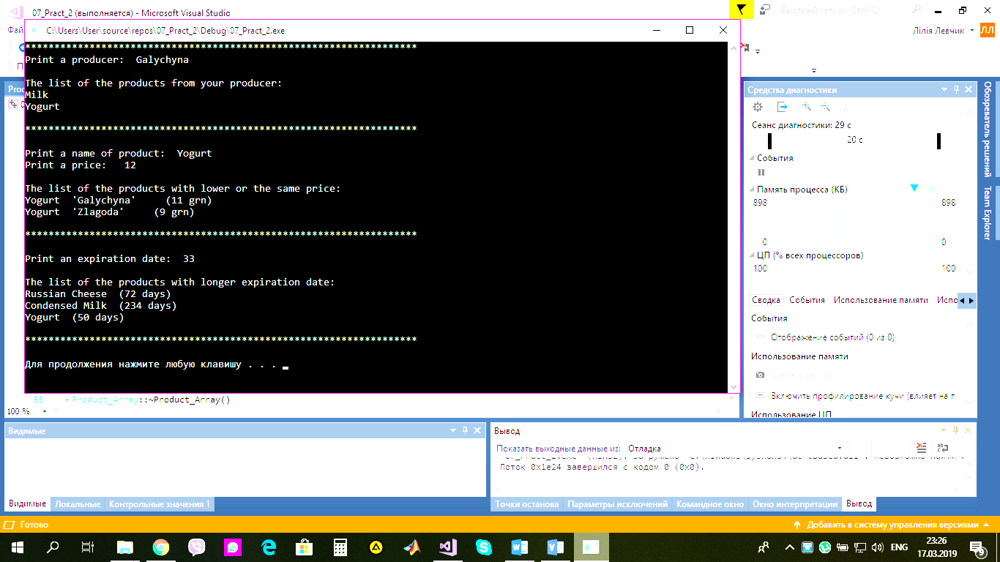 07_Pract_2 (выполняется) - Microsoft Visual Studio
Быстрый запуск (Ctrl+Q)
Лілія Левчик
ЛЛ
C:\Users\User\source\repos\07_Pract_2\Debug\07_Pract_2.exe
*******************************************************************
Print a producer:  Galychyna
The list of the products from your producer:
Milk
Yogurt
*******************************************************************
Print a name of product:  Yogurt
Print a price:   12
The list of the products with lower or the same price:
Yogurt  'Galychyna'     (11 grn)
Yogurt  'Zlagoda'     (9 grn)
*******************************************************************
Print an expiration date:  33
The list of the products with longer expiration date:
Russian Cheese  (72 days)
Condensed Milk  (234 days)
Yogurt  (50 days)
*******************************************************************
Для продолжения нажмите любую клавишу . . .
55 Product_Array::~Product_Array()
100 %
Средства диагностики
Сеанс диагностики: 29 с
20 с
События
Память процесса (КБ)
898 898
0 0
ЦП (% всех процессоров)
100 100
Сводка События Использование памяти Испо
События
Отображение событий (0 из 0)
Использование памяти
Сделать снимок
Включить профилирование кучи (влияет на п
Использование ЦП
Обозреватель решений
Team Explorer
Видимые
Видимые Локальные Контрольные значения 1
Вывод
Показать выходные данные из: Отладка
Поток 0x1e24 завершился с кодом 0 (0x0).
Точки останова Параметры исключений Командное окно Окно интерпретации Вывод
Готово
Добавить в систему управления версиями
ENG
23:26
17.03.2019
9